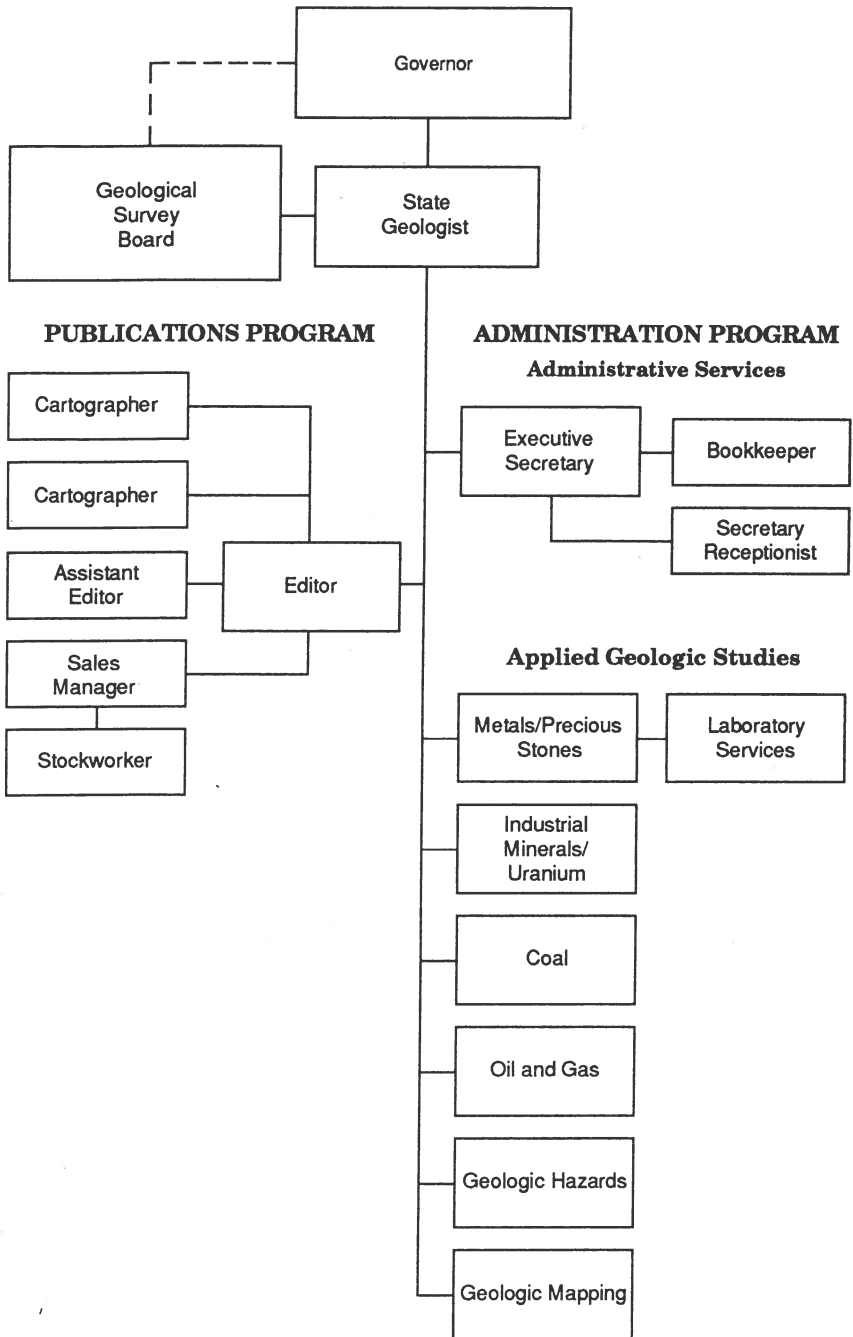 Governor
Geological
Survey
Board
State
Geologist
PUBLICATIONS PROGRAM
Cartographer
Cartographer
Assistant
Editor
Editor
Sales
Manager
Stockworker
ADMINISTRATION PROGRAM
Administrative Services
Executive
Secretary
Bookkeeper
Secretary
Receptionist
Applied Geologic Studies
Metals/Precious
Stones
Laboratory
Services
Industrial
Minerals/
Uranium
Coal
Oil and Gas
Geologic Hazards
Geologic Mapping